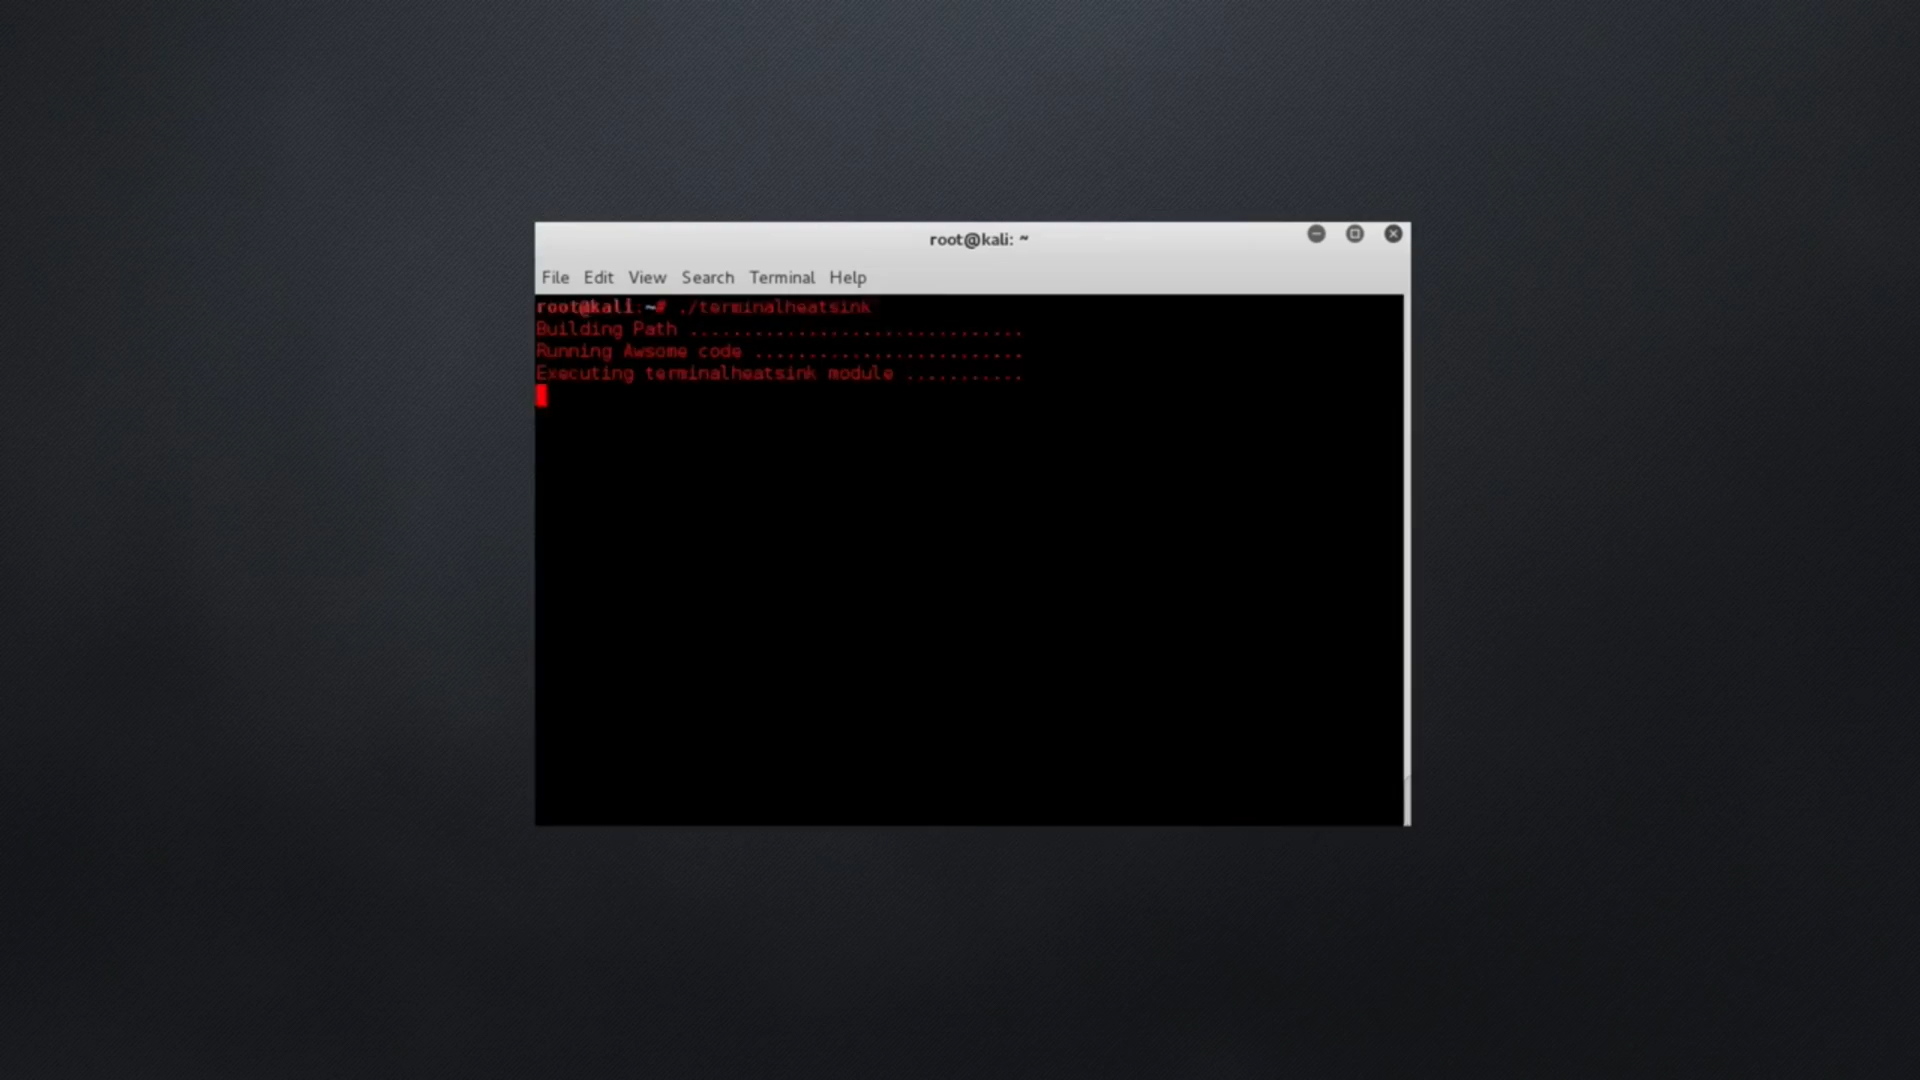 root@kali: ~
File Edit View Search Terminal Help
root@kali:~# ./terminalheatsink
Building Path ...............................
Running Awsome code .........................
Executing terminalheatsink module ...........